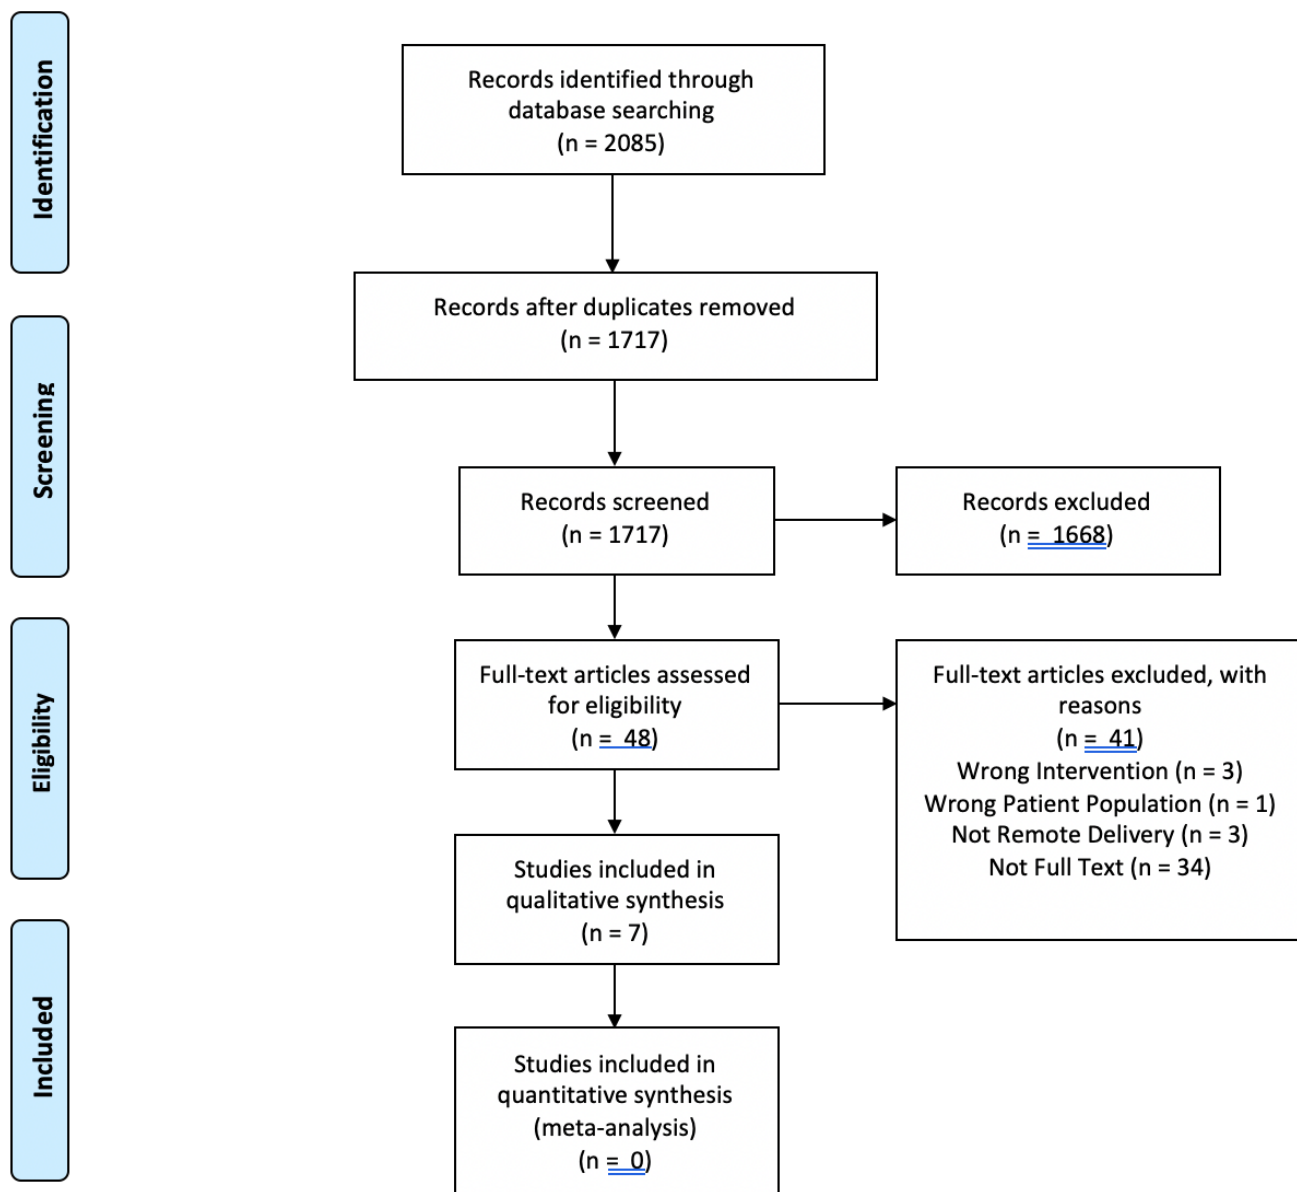 Identification
Records identified through
database searching
(n = 2085)
Records after duplicates removed
(n = 1717)
Screening
Records screened
(n = 1717)
Records excluded
(n = 1668)
Eligibility
Full-text articles assessed
for eligibility
(n = 48)
Full-text articles excluded, with
reasons
(n = 41)
Wrong Intervention (n = 3)
Wrong Patient Population (n = 1)
Not Remote Delivery (n = 3)
Not Full Text (n = 34)
Studies included in
qualitative synthesis
(n = 7)
Included
Studies included in
quantitative synthesis
(meta-analysis)
(n = 0)